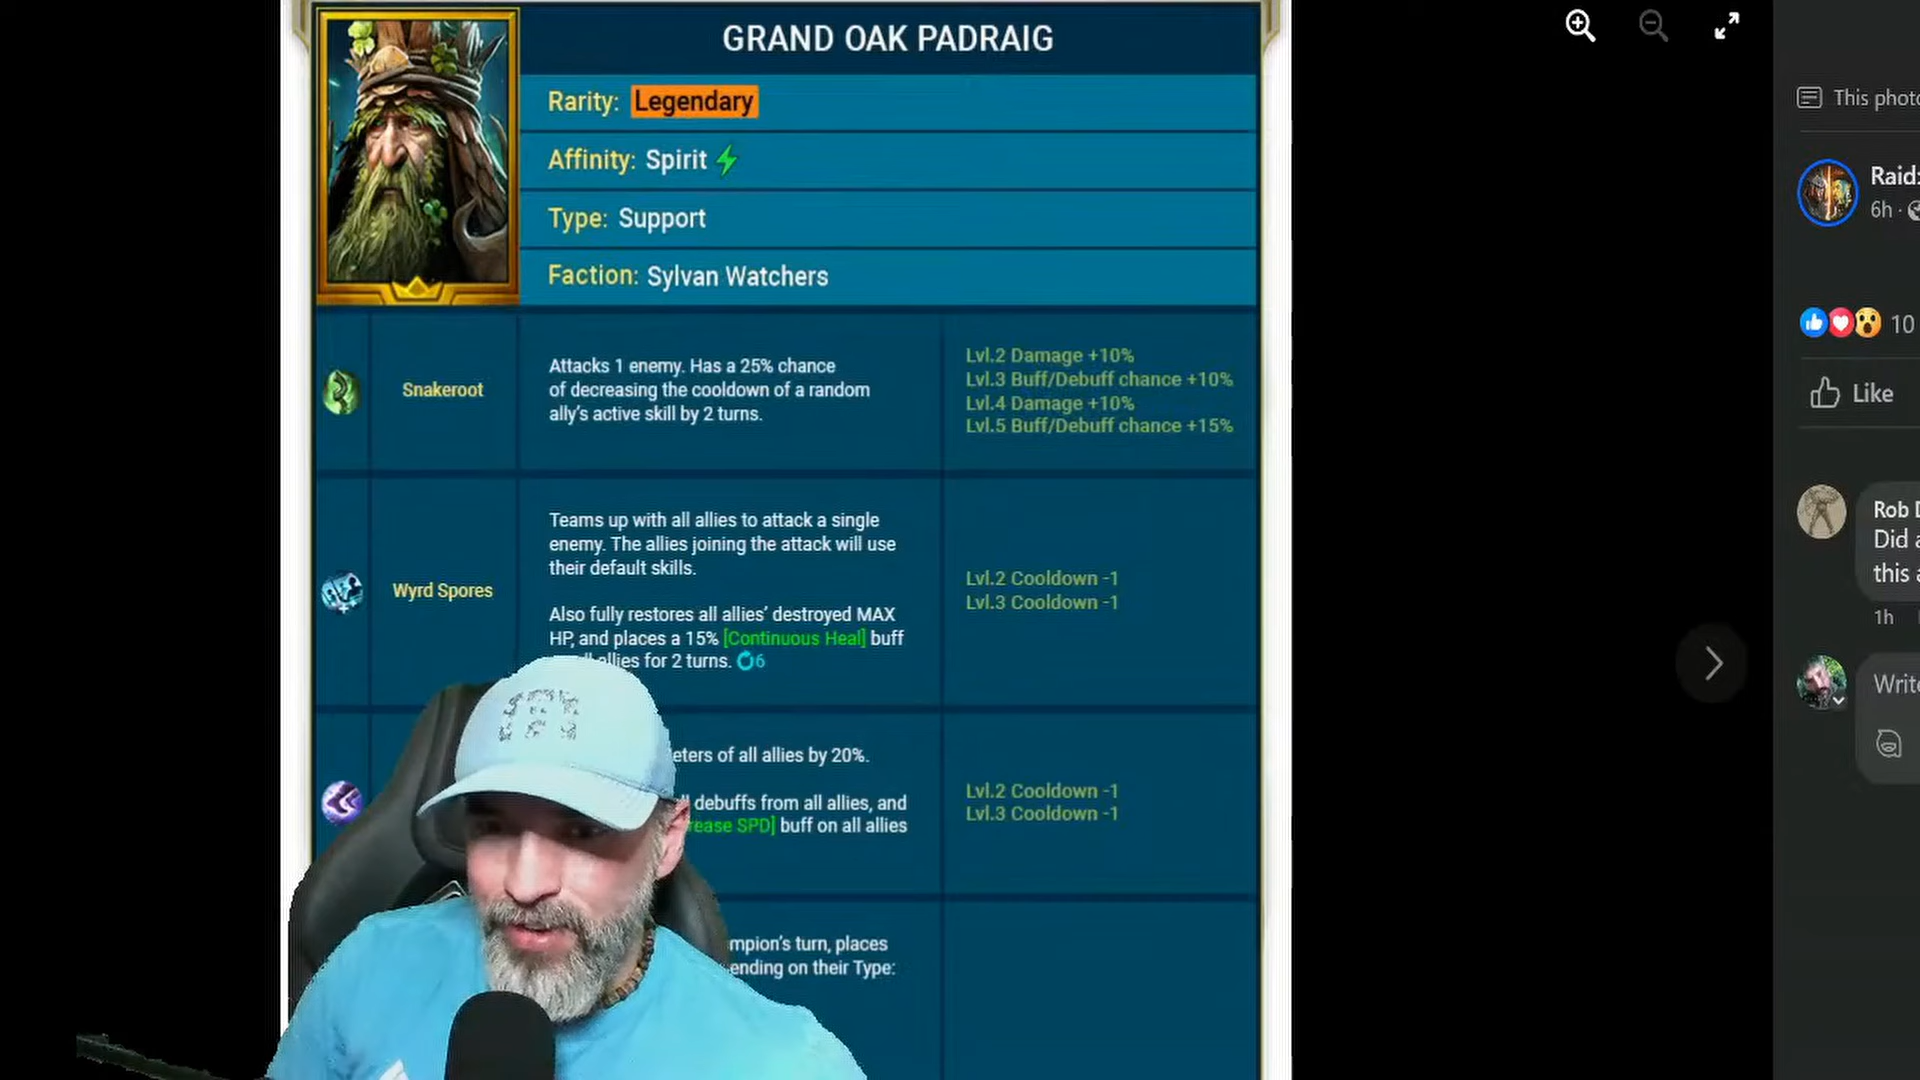 GRAND OAK PADRAIG
Rarity: Legendary
Affinity: Spirit
Type: Support
Faction: Sylvan Watchers
Snakeroot
Attacks 1 enemy. Has a 25% chance
of decreasing the cooldown of a random
ally's active skill by 2 turns.
Lvl.2 Damage +10%
Lvl.3 Buff/Debuff chance +10%
Lvl.4 Damage +10%
Lvl.5 Buff/Debuff chance +15%
Wyrd Spores
Teams up with all allies to attack a single
enemy. The allies joining the attack will use
their default skills.
Also fully restores all allies' destroyed MAX
HP, and places a 15% [Continuous Heal] buff
allies for 2 turns. 6
Lvl.2 Cooldown -1
Lvl.3 Cooldown -1
eters of all allies by 20%.
debuffs from all allies, and
rease SPD] buff on all allies
Lvl.2 Cooldown -1
Lvl.3 Cooldown -1
mpion's turn, places
ending on their Type:
This photo
Raid:
6h ·
10
Like
Rob
Did a
this a
1h
Write